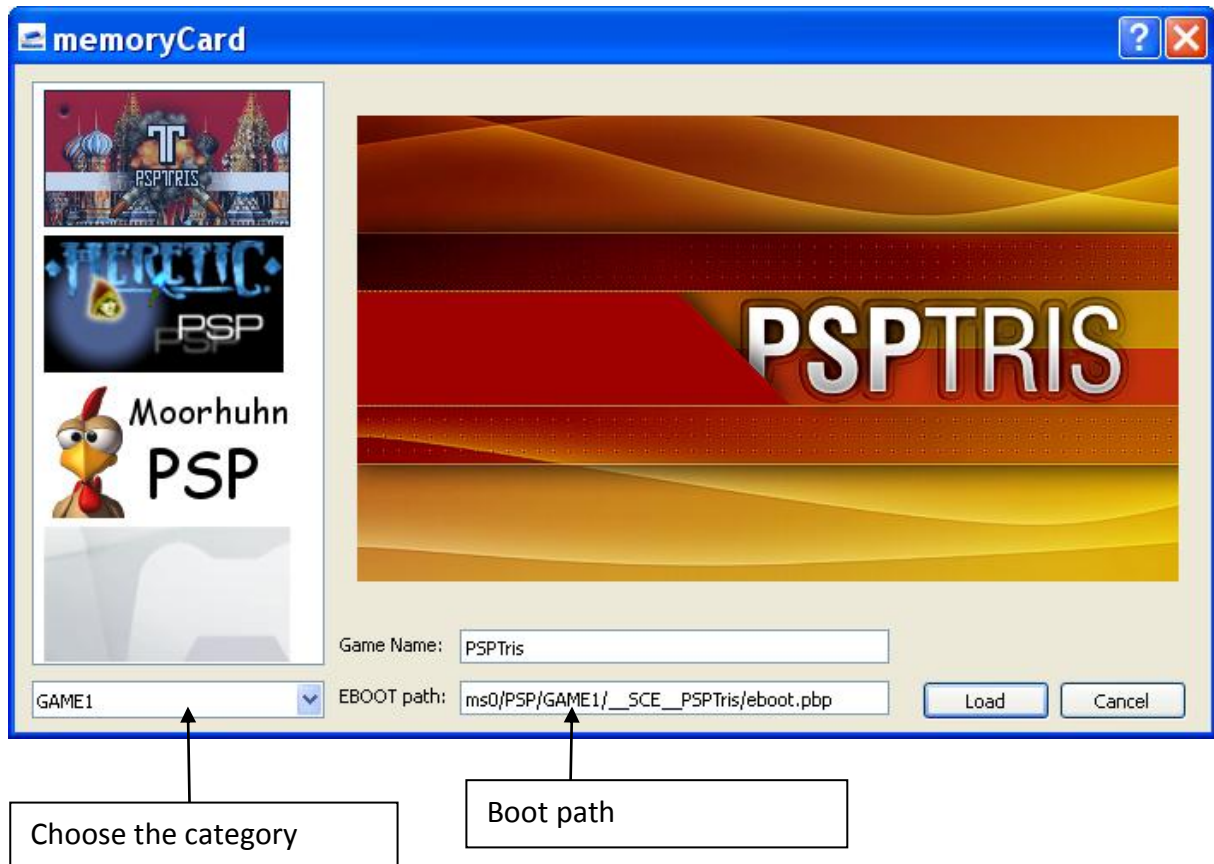 memoryCard
PSPTRIS
HERETIC
PSP
Moorhuhn
PSP
PSPTRIS
Game Name: PSPTris
GAME1
EBOOT path: ms0/PSP/GAME1/__SCE__PSPTris/eboot.pbp
Load
Cancel
Choose the category
Boot path